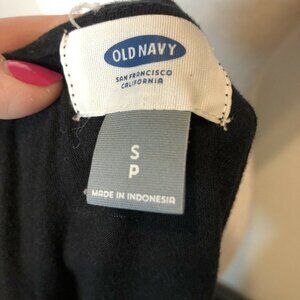 OLD NAVY
SAN FRANCISCO
CALIFORNIA
S
P
MADE IN INDONESIA